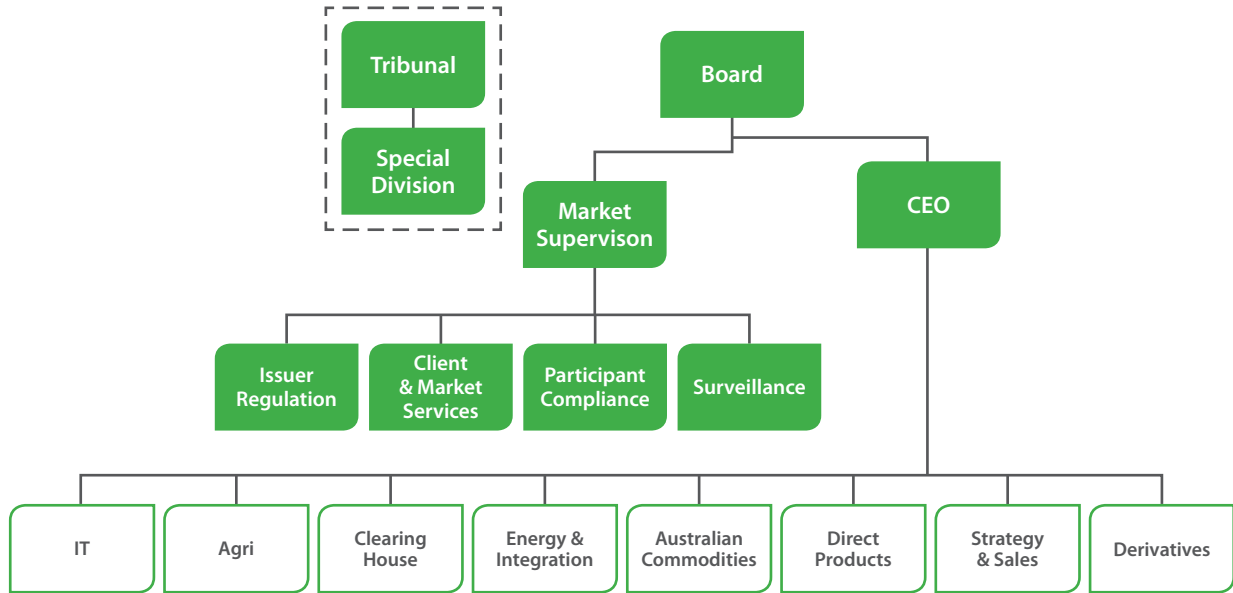 Tribunal
Special
Division
Board
Market
Supervison
CEO
Issuer
Regulation
Client
& Market
Services
Participant
Compliance
Surveillance
IT
Agri
Clearing
House
Energy &
Integration
Australian
Commodities
Direct
Products
Strategy
& Sales
Derivatives